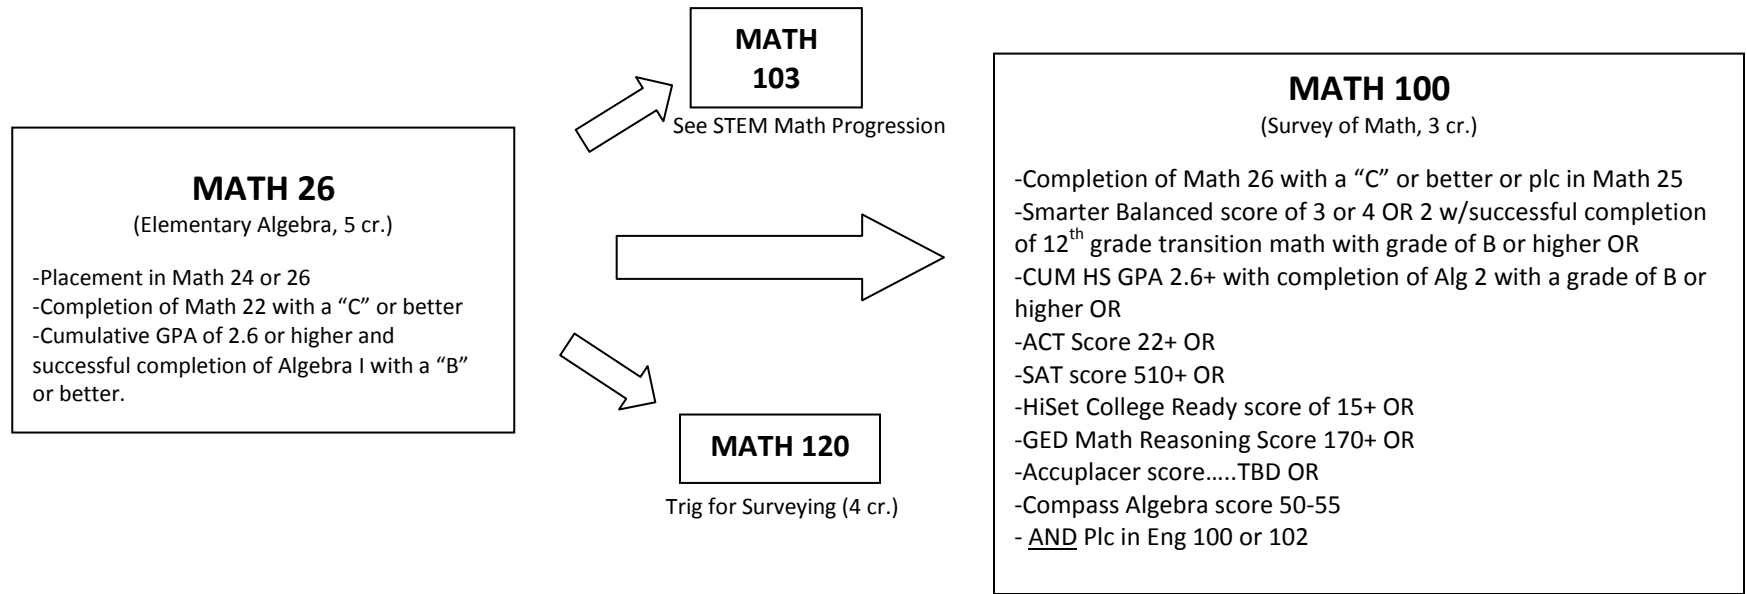 MATH 26
(Elementary Algebra, 5 cr.)
-Placement in Math 24 or 26
-Completion of Math 22 with a “C” or better
-Cumulative GPA of 2.6 or higher and
successful completion of Algebra I with a “B”
or better.
MATH
103
See STEM Math Progression
MATH 120
Trig for Surveying (4 cr.)
MATH 100
(Survey of Math, 3 cr.)
-Completion of Math 26 with a “C” or better or plc in Math 25
-Smarter Balanced score of 3 or 4 OR 2 w/successful completion
of 12th grade transition math with grade of B or higher OR
-CUM HS GPA 2.6+ with completion of Alg 2 with a grade of B or
higher OR
-ACT Score 22+ OR
-SAT score 510+ OR
-HiSet College Ready score of 15+ OR
-GED Math Reasoning Score 170+ OR
-Accuplacer score…..TBD OR
-Compass Algebra score 50-55
- AND Plc in Eng 100 or 102